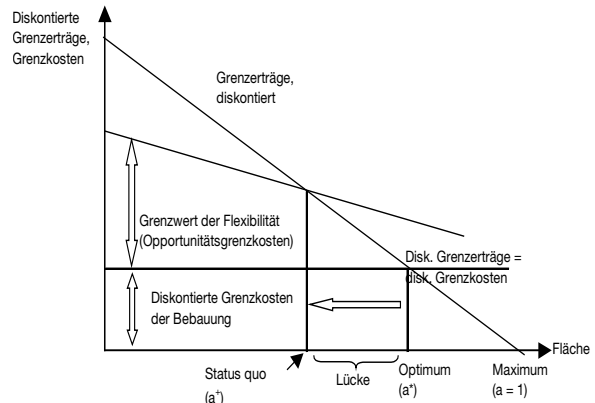 Diskontierte
Grenzerträge,
Grenzkosten
Grenzerträge,
diskontiert
Grenzwert der Flexibilität
(Opportunitätsgrenzkosten)
Disk. Grenzerträge =
disk. Grenzkosten
Diskontierte Grenzkosten
der Bebauung
Fläche
Status quo
(a⁺)
Lücke
Optimum
(a*)
Maximum
(a = 1)